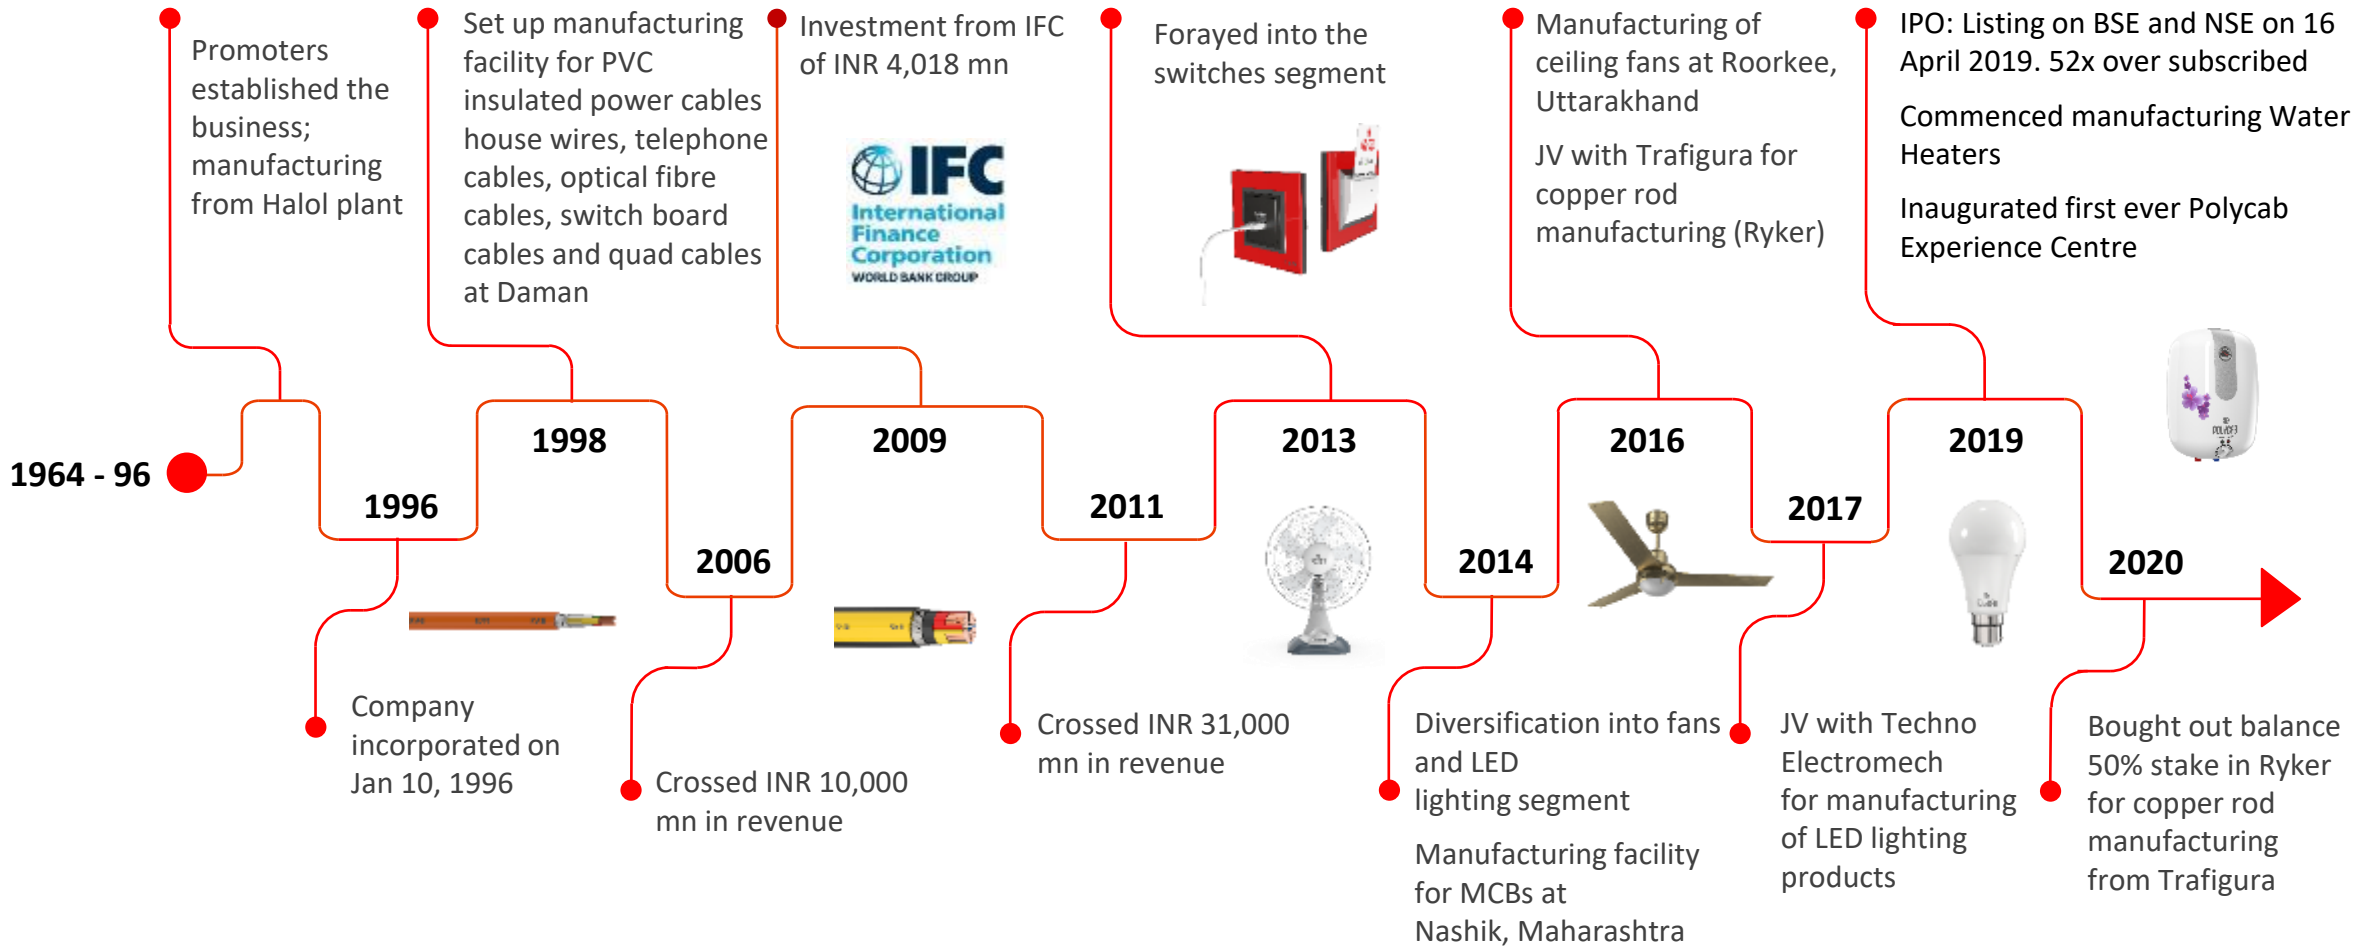 Promoters
established the
business;
manufacturing
from Halol plant
Set up manufacturing
facility for PVC
insulated power cables
house wires, telephone
cables, optical fibre
cables, switch board
cables and quad cables
at Daman
Investment from IFC
of INR 4,018 mn
IFC
International
Finance
Corporation
WORLD BANK GROUP
Forayed into the
switches segment
Manufacturing of
ceiling fans at Roorkee,
Uttarakhand
JV with Trafigura for
copper rod
manufacturing (Ryker)
IPO: Listing on BSE and NSE on 16
April 2019. 52x over subscribed
Commenced manufacturing Water
Heaters
Inaugurated first ever Polycab
Experience Centre
1964 - 96
1996
1998
2006
2009
2011
2013
2014
2016
2017
2019
2020
Company
incorporated on
Jan 10, 1996
Crossed INR 10,000
mn in revenue
Crossed INR 31,000
mn in revenue
Diversification into fans
and LED
lighting segment
Manufacturing facility
for MCBs at
Nashik, Maharashtra
JV with Techno
Electromech
for manufacturing
of LED lighting
products
Bought out balance
50% stake in Ryker
for copper rod
manufacturing
from Trafigura